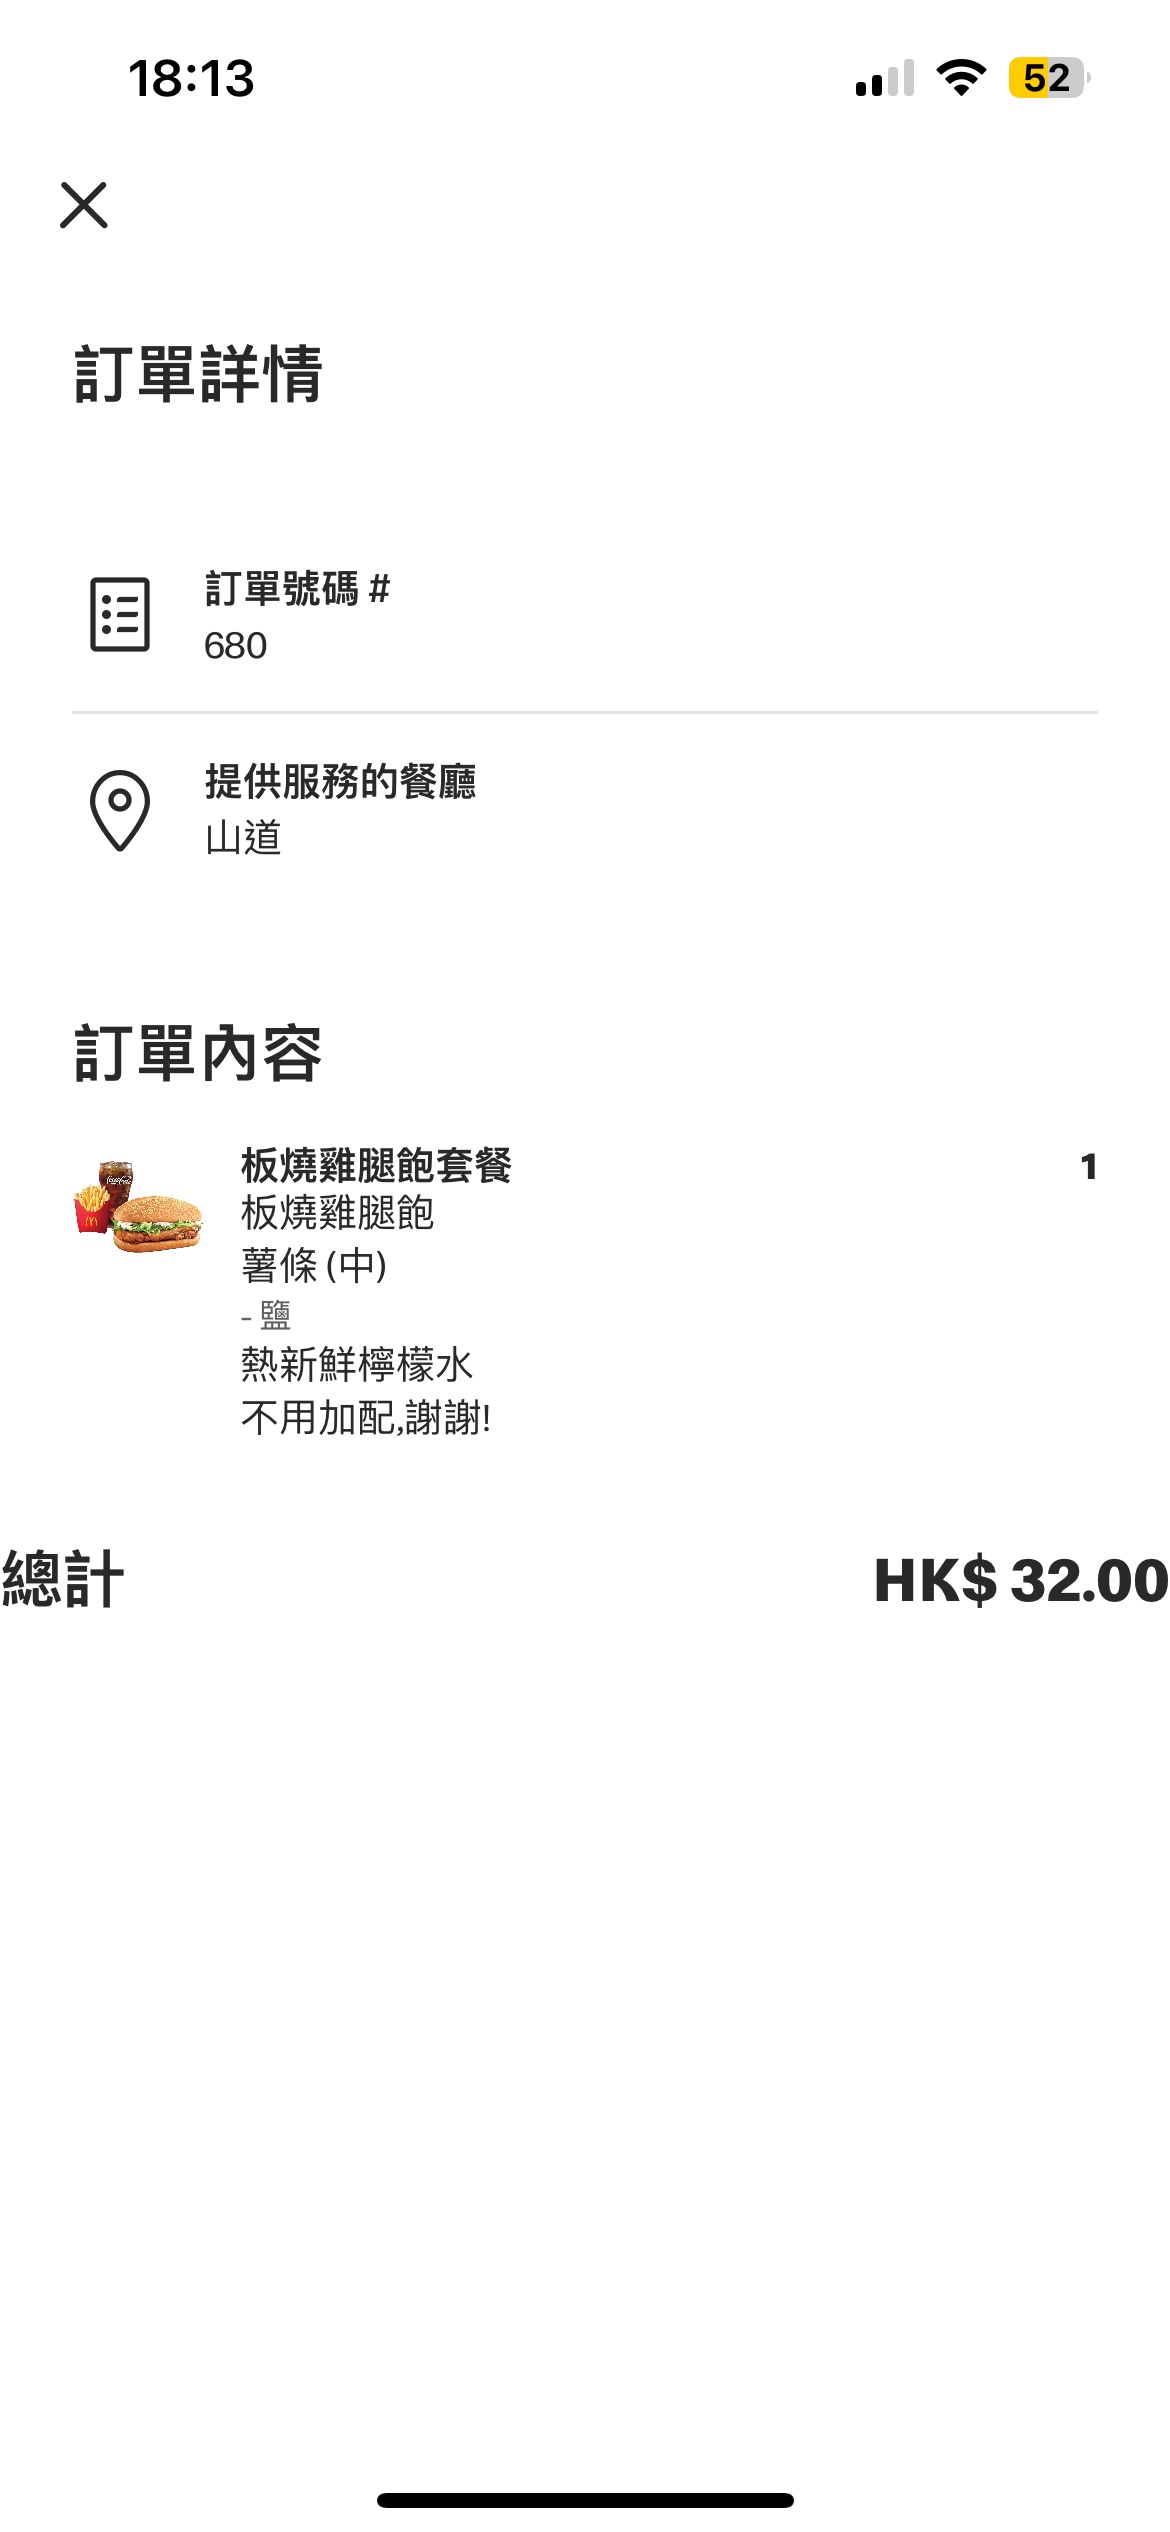 18:13
52
訂單詳情
訂單號碼 #
680
提供服務的餐廳
山道
訂單內容
板燒雞腿飽套餐 1
板燒雞腿飽
薯條 (中)
- 鹽
熱新鮮檸檬水
不用加配,謝謝!
總計 HK$ 32.00